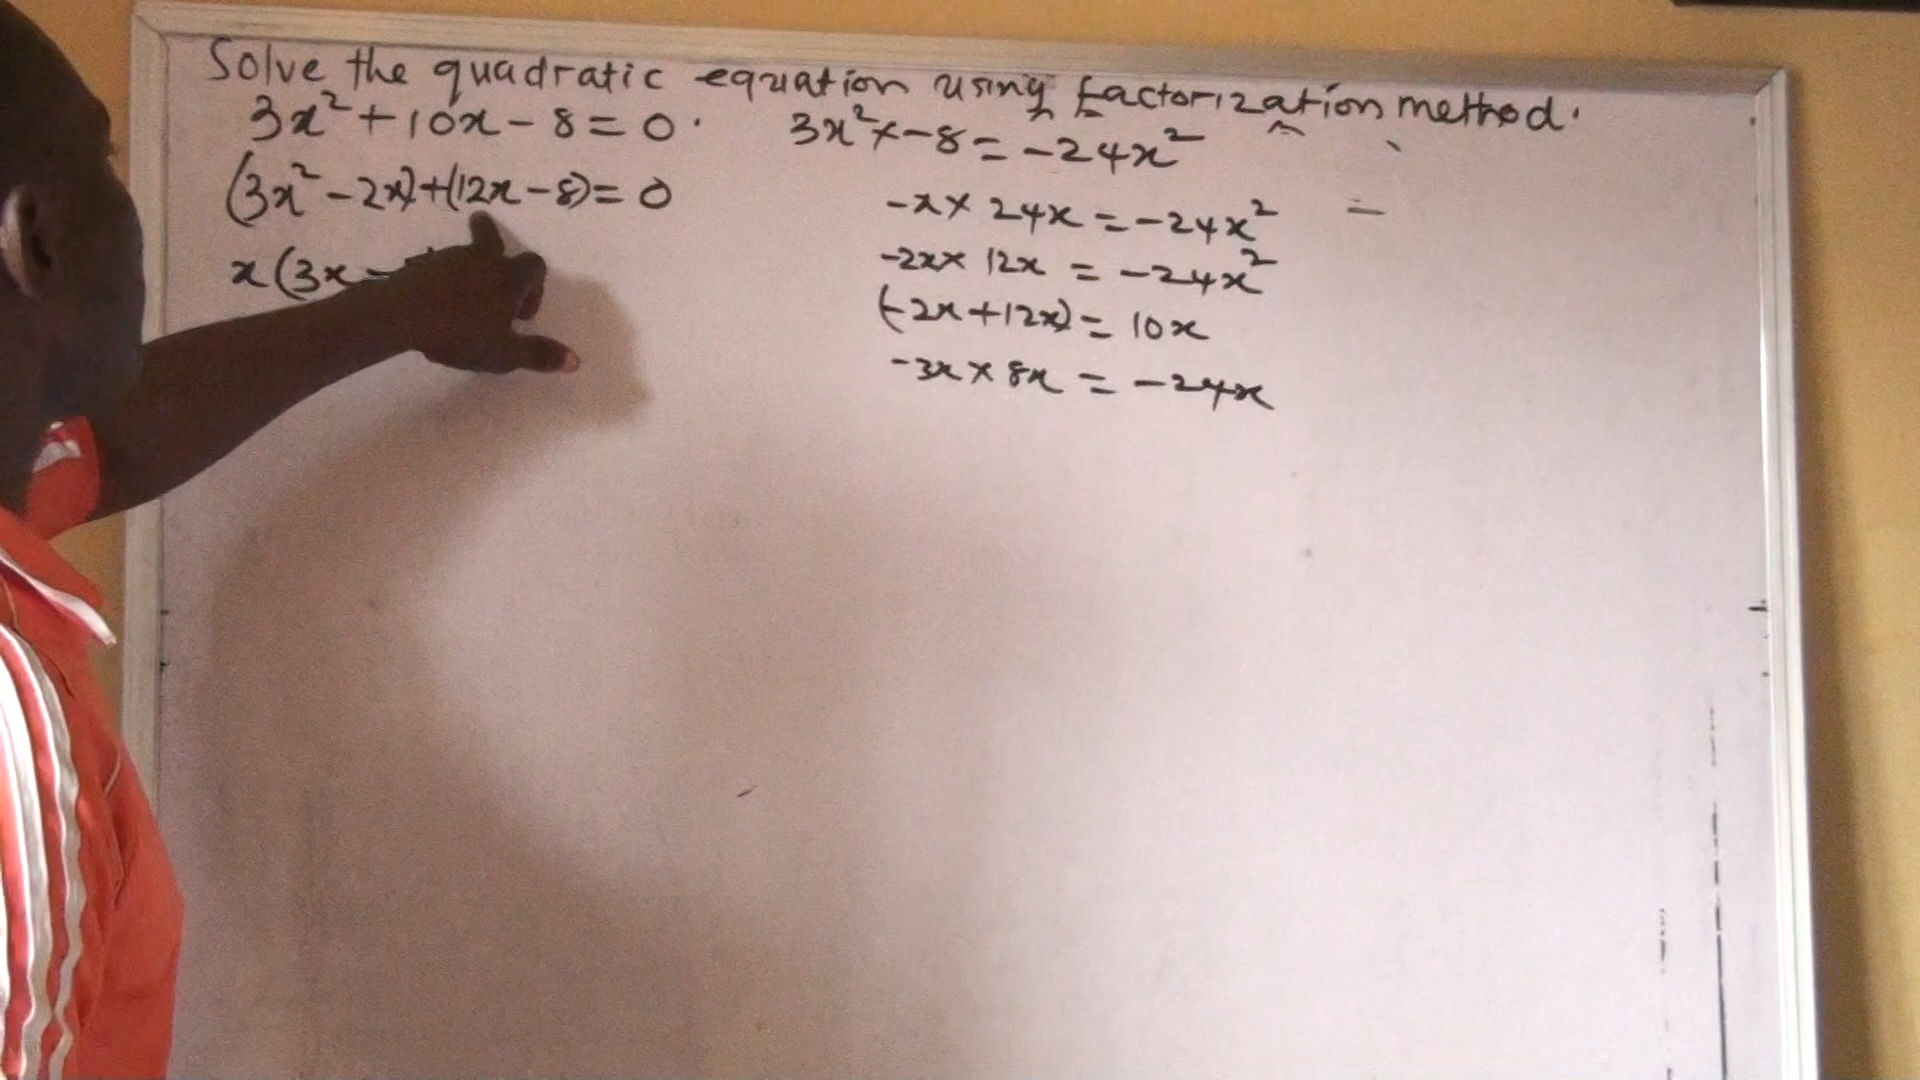 Solve the quadratic equation using factorization method.
3x² + 10x - 8 = 0.
(3x² - 2x) + (12x - 8) = 0
x(3x -
3x² x -8 = -24x²
-x × 24x = -24x²
-2x × 12x = -24x²
(-2x + 12x) = 10x
-3x × 8x = -24x